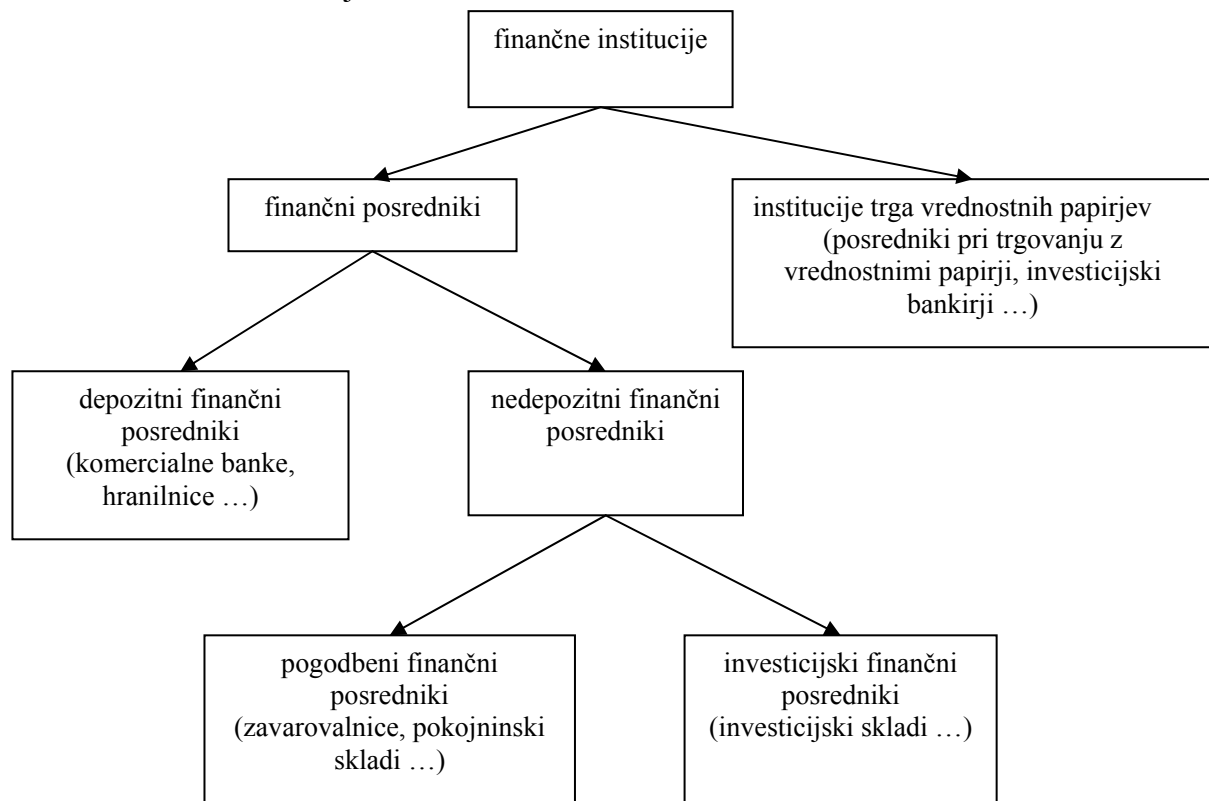 finančne institucije
finančni posredniki
institucije trga vrednostnih papirjev
(posredniki pri trgovanju z
vrednostnimi papirji, investicijski
bankirji …)
depozitni finančni
posredniki
(komercialne banke,
hranilnice …)
nedepozitni finančni
posredniki
pogodbeni finančni
posredniki
(zavarovalnice, pokojninski
skladi …)
investicijski finančni
posredniki
(investicijski skladi …)